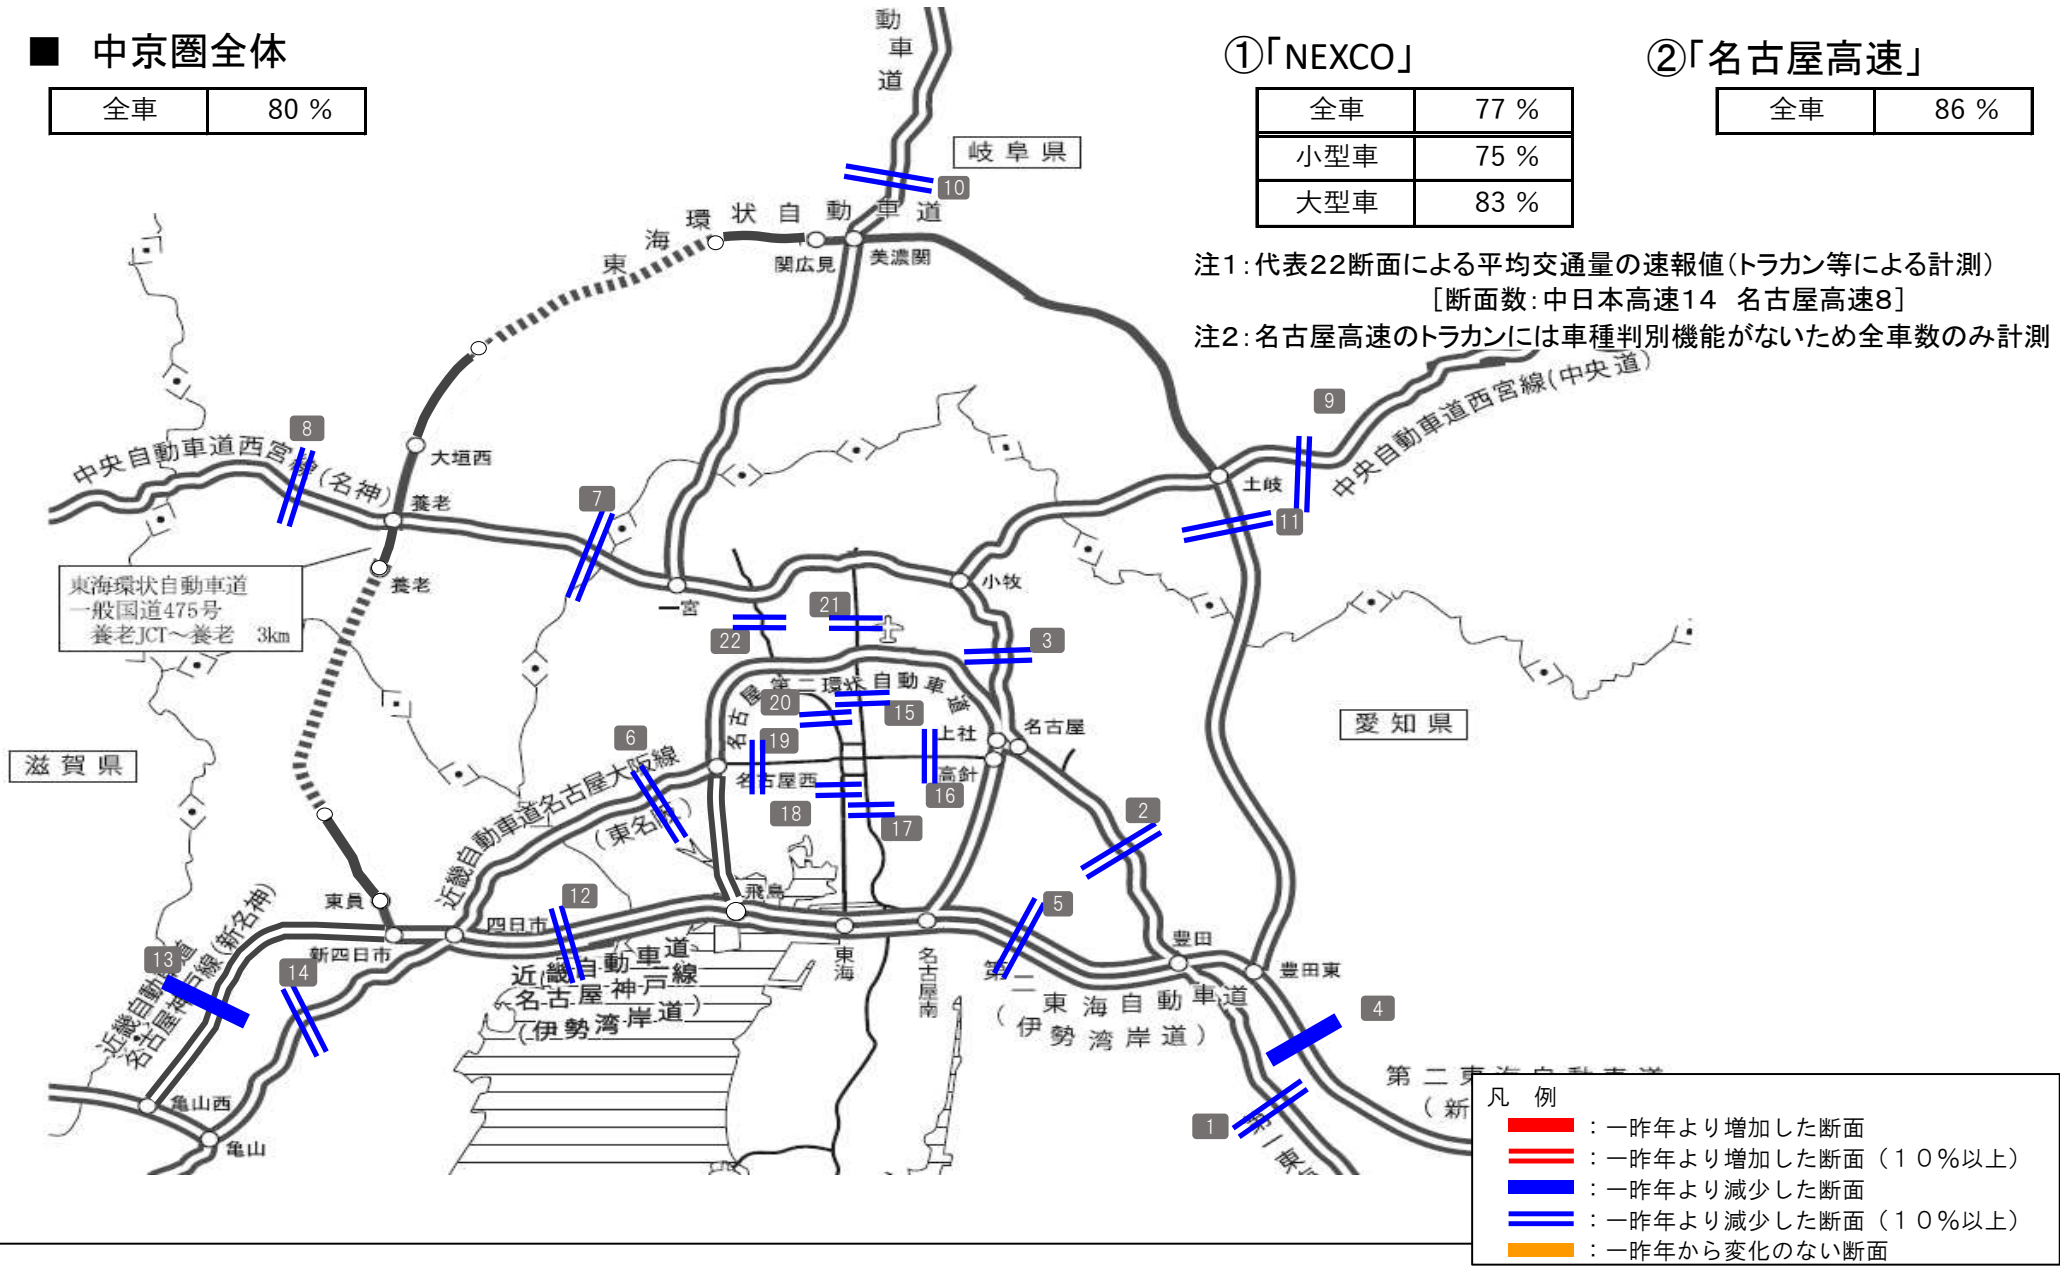 ■ 中京圏全体
全車 80 %
①「NEXCO」
全車 77 %
小型車 75 %
大型車 83 %
②「名古屋高速」
全車 86 %
注1:代表22断面による平均交通量の速報値(トラカン等による計測)
[断面数:中日本高速14 名古屋高速8]
注2:名古屋高速のトラカンには車種判別機能がないため全車数のみ計測
動車道
岐阜県
10
東海環状自動車道
関広見
美濃関
9
中央自動車道西宮線(中央道)
8
中央自動車道西宮線(名神)
大垣西
養老
7
土岐
11
東海環状自動車道
一般国道475号
養老JCT~養老 3km
養老
一宮
小牧
21
22
3
名古屋第二環状自動車道
20
15
19
上社
名古屋
愛知県
滋賀県
6
近畿自動車道名古屋大阪線
(東名阪)
名古屋西
高針
16
18
17
2
東員
12
飛島
5
四日市
新四日市
13
14
近畿自動車道
名古屋神戸線(新名神)
近畿自動車道
名古屋神戸線
(伊勢湾岸道)
東海
名古屋南
豊田
豊田東
第二東海自動車道
(伊勢湾岸道)
4
1
亀山西
亀山
第一東
第二東海自動車道
(新
凡 例
:一昨年より増加した断面
:一昨年より増加した断面(10%以上)
:一昨年より減少した断面
:一昨年より減少した断面(10%以上)
:一昨年から変化のない断面